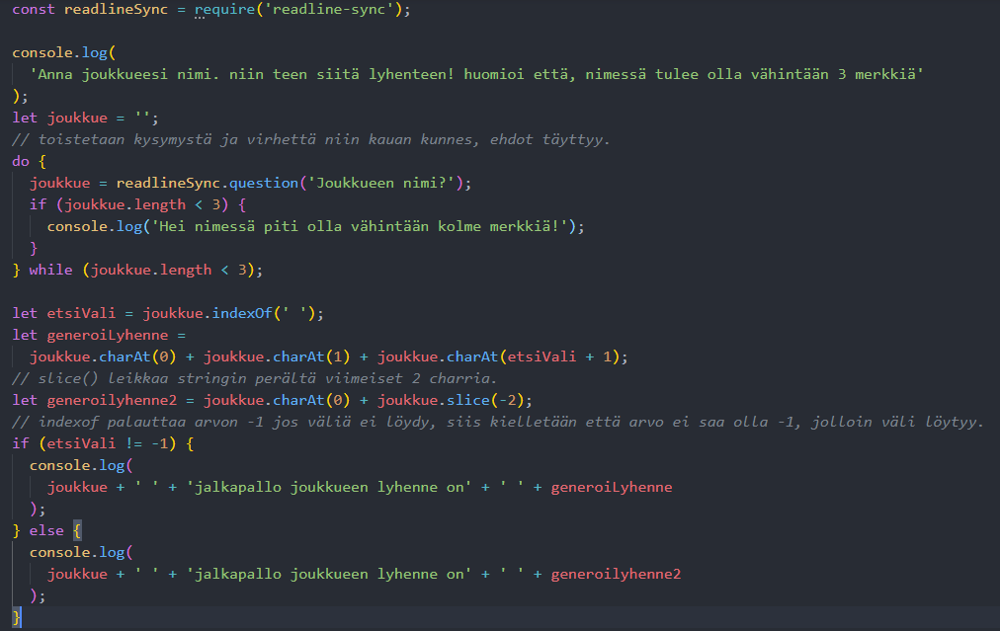 const readlineSync = require('readline-sync');
console.log(
'Anna joukkueesi nimi. niin teen siitä lyhenteen! huomioi että, nimessä tulee olla vähintään 3 merkkiä'
);
let joukkue = '';
// toistetaan kysymystä ja virhettä niin kauan kunnes, ehdot täyttyy.
do {
joukkue = readlineSync.question('Joukkueen nimi?');
if (joukkue.length < 3) {
console.log('Hei nimessä piti olla vähintään kolme merkkiä!');
}
} while (joukkue.length < 3);
let etsiVali = joukkue.indexOf(' ');
let generoiLyhenne =
joukkue.charAt(0) + joukkue.charAt(1) + joukkue.charAt(etsiVali + 1);
// slice() leikkaa stringin perältä viimeiset 2 charria.
let generoilyhenne2 = joukkue.charAt(0) + joukkue.slice(-2);
// indexof palauttaa arvon -1 jos väliä ei löydy, siis kielletään että arvo ei saa olla -1, jolloin väli löytyy.
if (etsiVali != -1) {
console.log(
joukkue + ' ' + 'jalkapallo joukkueen lyhenne on' + ' ' + generoiLyhenne
);
} else {
console.log(
joukkue + ' ' + 'jalkapallo joukkueen lyhenne on' + ' ' + generoilyhenne2
);
}